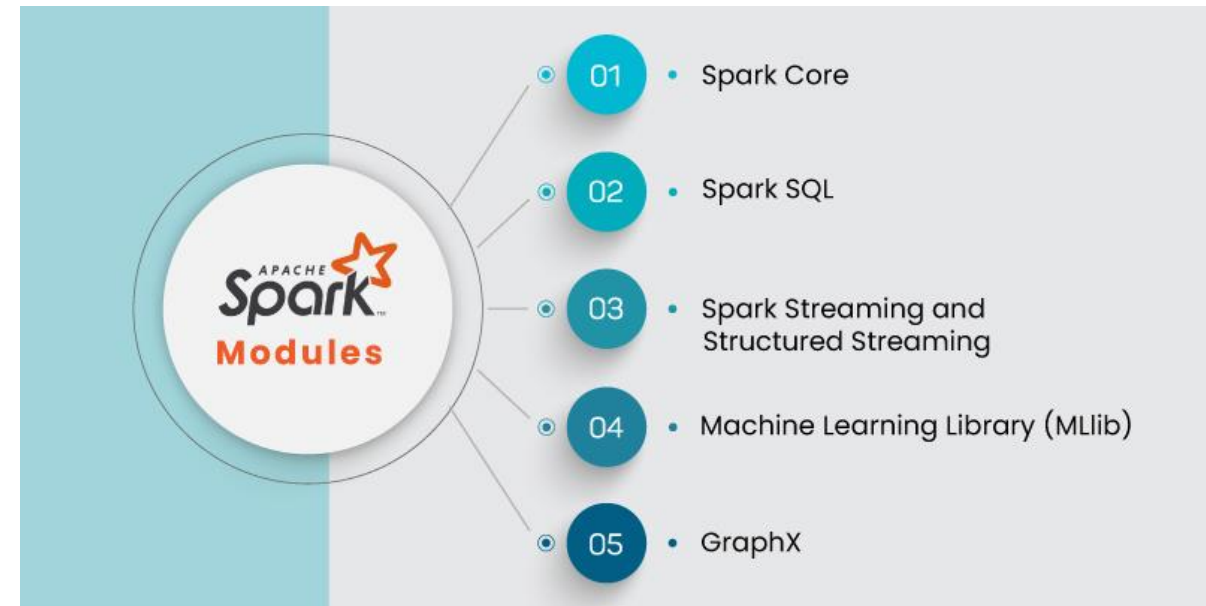 APACHE
Spark™
Modules
01
Spark Core
02
Spark SQL
03
Spark Streaming and
Structured Streaming
04
Machine Learning Library (MLlib)
05
GraphX